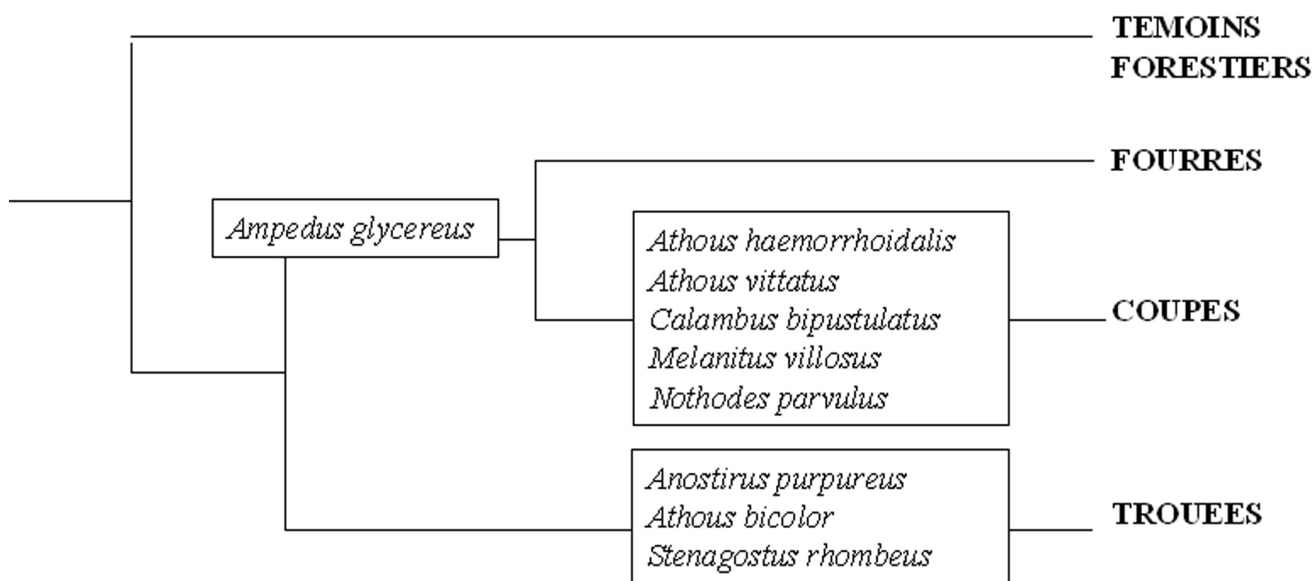 TEMOINS
FORESTIERS
FOURRES
Ampedus glycereus
Athous haemorrhoidalis
Athous vittatus
Calambus bipustulatus
Melanitus villosus
Nothodes parvulus
COUPES
Anostirus purpureus
Athous bicolor
Stenagostus rhombeus
TROUEES